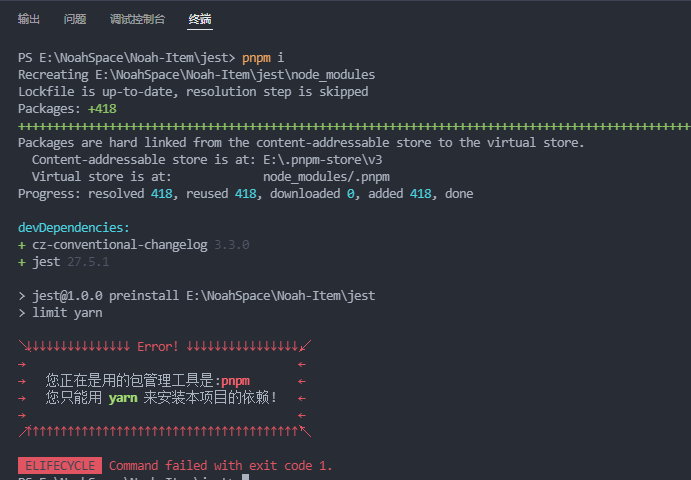 输出 问题 调试控制台 终端
PS E:\NoahSpace\Noah-Item\jest> pnpm i
Recreating E:\NoahSpace\Noah-Item\jest\node_modules
Lockfile is up-to-date, resolution step is skipped
Packages: +418
++++++++++++++++++++++++++++++++++++++++++++++++++++++++++++++++++++++++++++++++++++++++++++++++
Packages are hard linked from the content-addressable store to the virtual store.
  Content-addressable store is at: E:\.pnpm-store\v3
  Virtual store is at:             node_modules/.pnpm
Progress: resolved 418, reused 418, downloaded 0, added 418, done
devDependencies:
+ cz-conventional-changelog 3.3.0
+ jest 27.5.1
> jest@1.0.0 preinstall E:\NoahSpace\Noah-Item\jest
> limit yarn
↘↓↓↓↓↓↓↓↓↓↓↓↓↓↓↓ Error! ↓↓↓↓↓↓↓↓↓↓↓↓↓↓↓↓↙
→ ←
→ 您正在是用的包管理工具是:pnpm ←
→ 您只能用 yarn 来安装本项目的依赖! ←
→ ←
↗↑↑↑↑↑↑↑↑↑↑↑↑↑↑↑↑↑↑↑↑↑↑↑↑↑↑↑↑↑↑↑↑↑↑↑↑↑↑↑↖
ELIFECYCLE Command failed with exit code 1.
PS E:\NoahSpace\Noah-Item\jest>